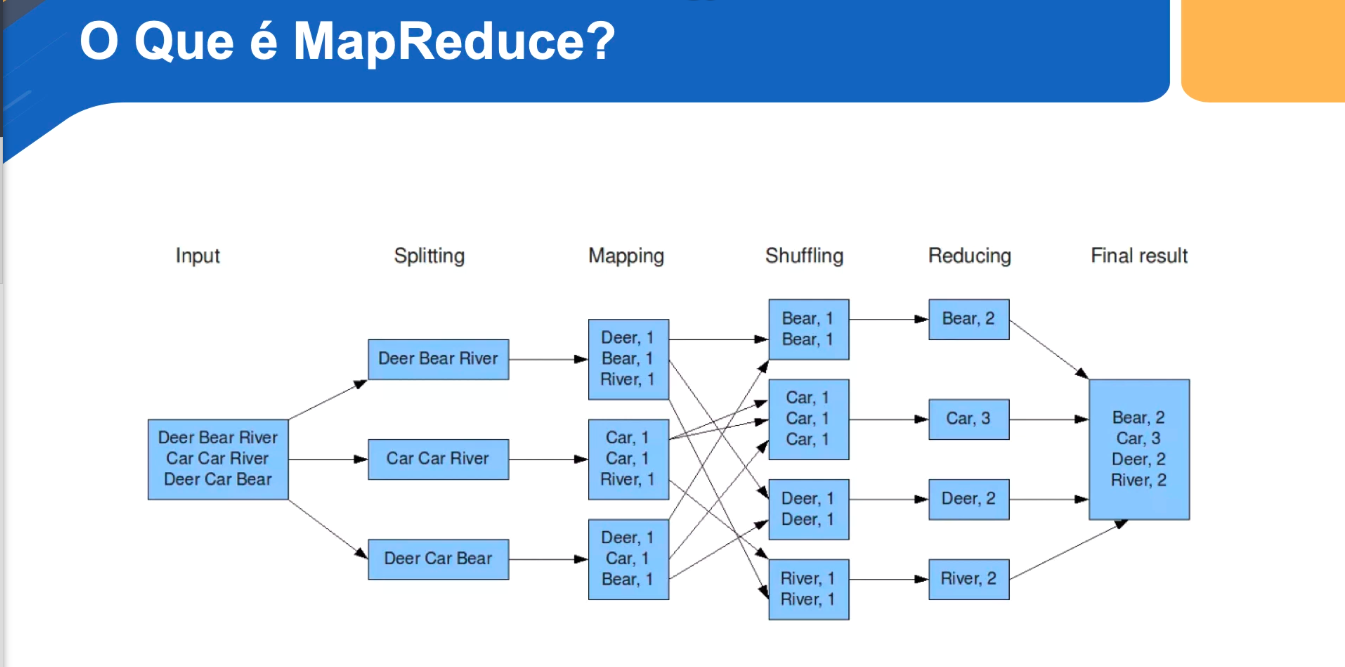 O Que é MapReduce?
Input
Splitting
Mapping
Shuffling
Reducing
Final result
Deer Bear River
Car Car River
Deer Car Bear
Deer Bear River
Car Car River
Deer Car Bear
Deer, 1
Bear, 1
River, 1
Car, 1
Car, 1
River, 1
Deer, 1
Car, 1
Bear, 1
Bear, 1
Bear, 1
Car, 1
Car, 1
Car, 1
Deer, 1
Deer, 1
River, 1
River, 1
Bear, 2
Car, 3
Deer, 2
River, 2
Bear, 2
Car, 3
Deer, 2
River, 2